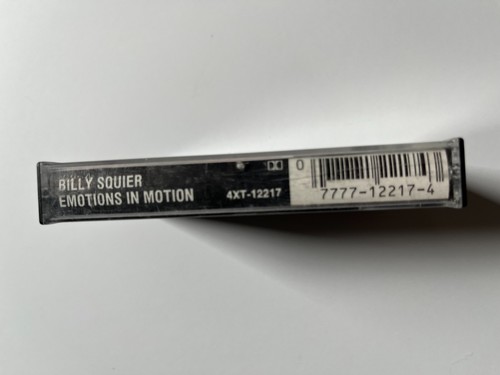 BILLY SQUIER
EMOTIONS IN MOTION
4XT-12217
0
7777-12217-4